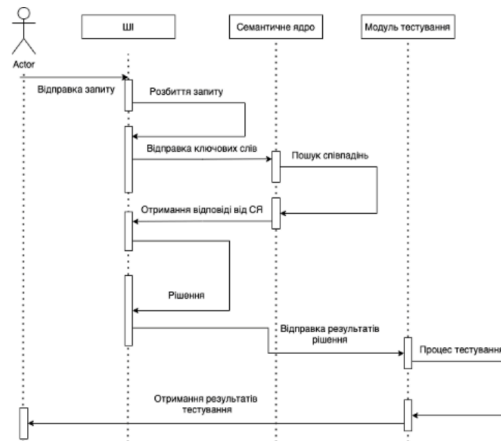 ШІ
Семантичне ядро
Модуль тестування
Actor
Відправка запиту
Розбиття запиту
Відправка ключових слів
Пошук співпадінь
Отримання відповіді від СЯ
Рішення
Відправка результатів
рішення
Процес тестування
Отримання результатів
тестування